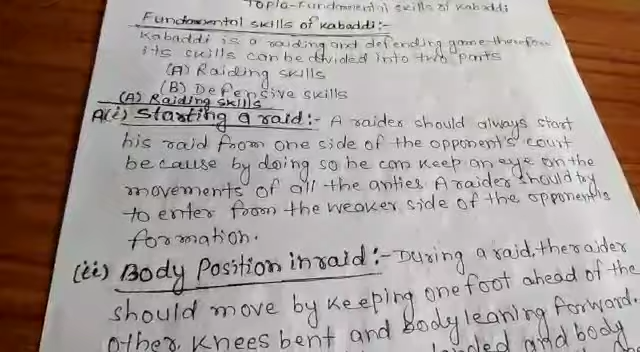 Topic-Fundamental skills of kabaddi
Fundamental skills of kabaddi:-
Kabaddi is a raiding and defending game therefore
its skills can be divided into two parts
(A) Raiding skills
(B) Defensive skills
(A) Raiding skills
A(i) Starting a raid:- A raider should always start
his raid from one side of the opponent's court
because by doing so he can keep an eye on the
movements of all the anties. A raider should try
to enter from the weaker side of the opponent's
formation.
(ii) Body Position in raid:- During a raid, the raider
should move by keeping one foot ahead of the
other, knees bent and body leaning forward.
and body